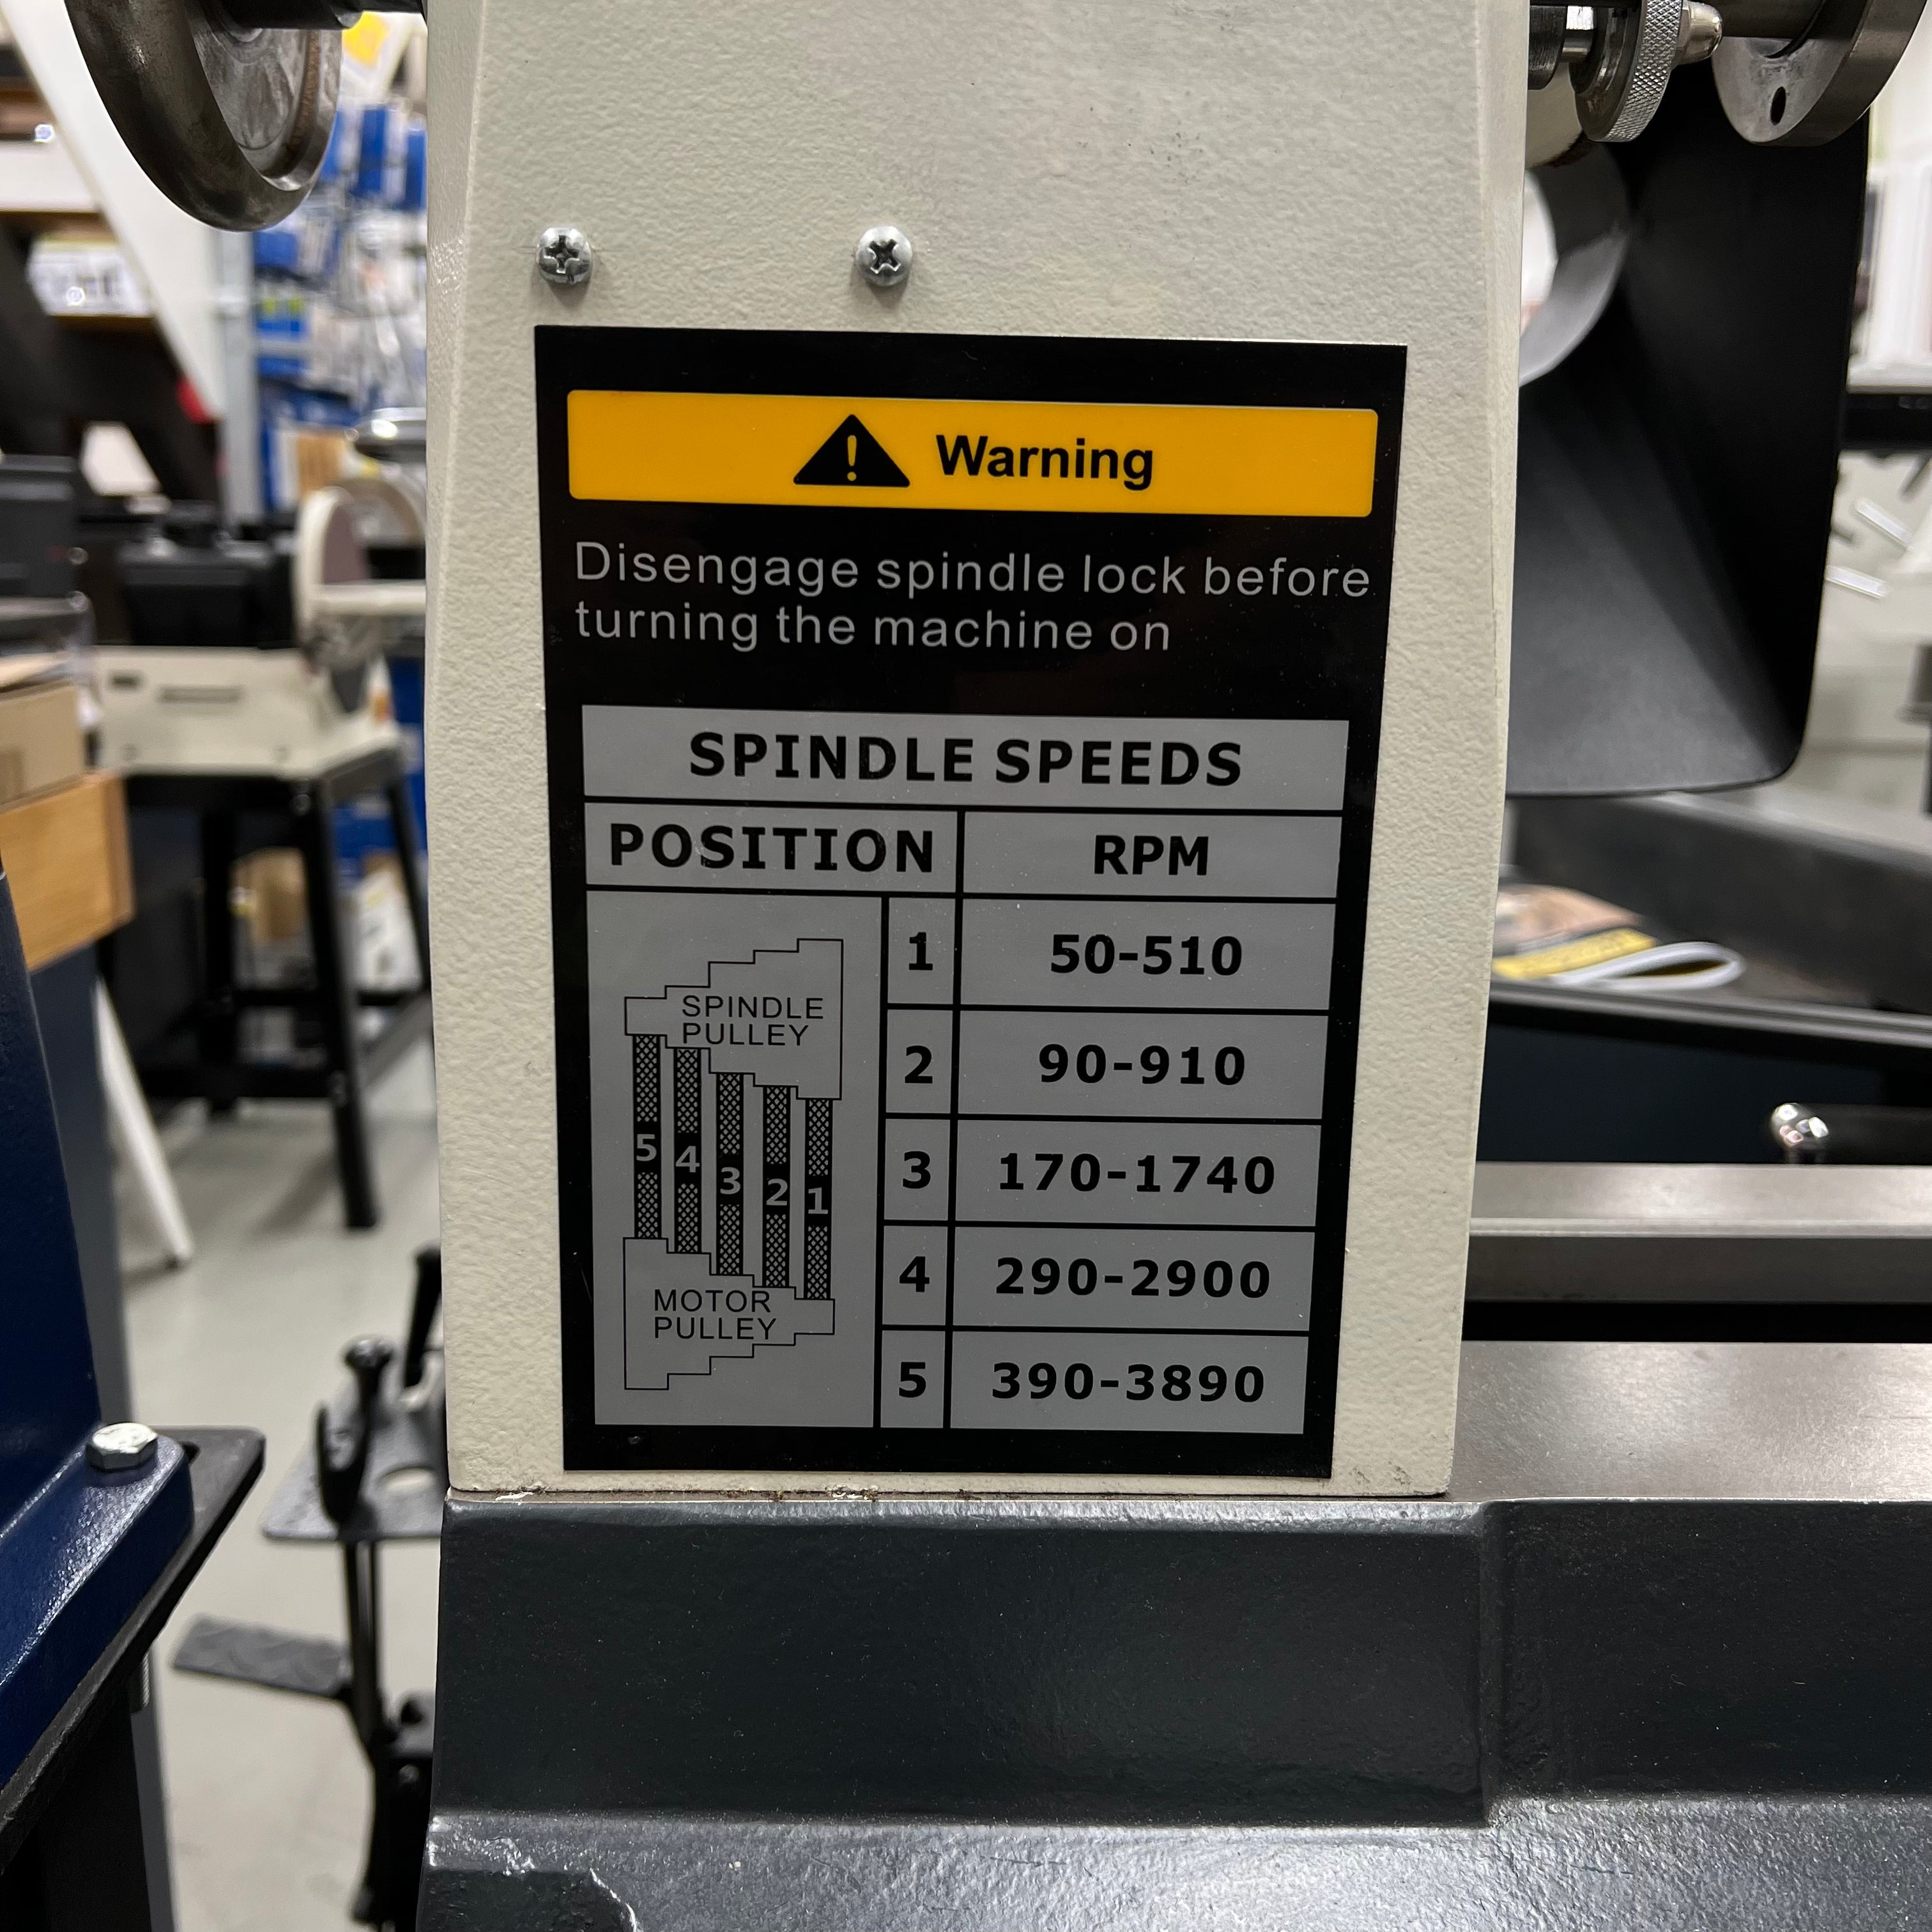 Warning
Disengage spindle lock before
turning the machine on
SPINDLE SPEEDS
POSITION RPM
1 50-510
2 90-910
3 170-1740
4 290-2900
5 390-3890
SPINDLE
PULLEY
5 4 3 2 1
MOTOR
PULLEY